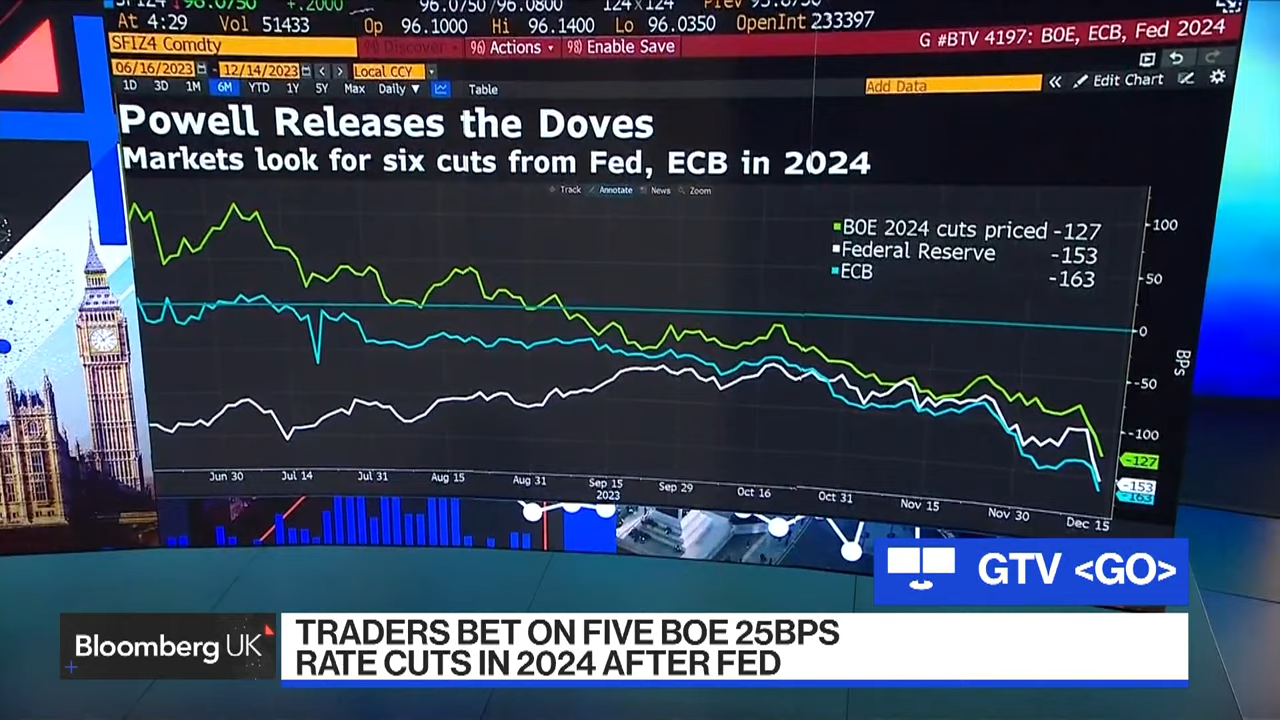 At 4:29 Vol 51433 Op 96.1000 Hi 96.1400 Lo 96.0350 OpenInt 233397
SFIZ4 Comdty 96) Actions 98) Enable Save G #BTV 4197: BOE, ECB, Fed 2024
06/16/2023 - 12/14/2023 Local CCY
1D 3D 1M 6M YTD 1Y 5Y Max Daily ▼ Table Add Data « Edit Chart
Powell Releases the Doves
Markets look for six cuts from Fed, ECB in 2024
Track Annotate News Zoom
BOE 2024 cuts priced -127
Federal Reserve -153
ECB -163
100
50
0
-50
-100
BPs
-127
-153
-163
Jun 30 Jul 14 Jul 31 Aug 15 Aug 31 Sep 15 Sep 29 Oct 16 Oct 31 Nov 15 Nov 30 Dec 15
2023
GTV <GO>
Bloomberg UK
TRADERS BET ON FIVE BOE 25BPS
RATE CUTS IN 2024 AFTER FED